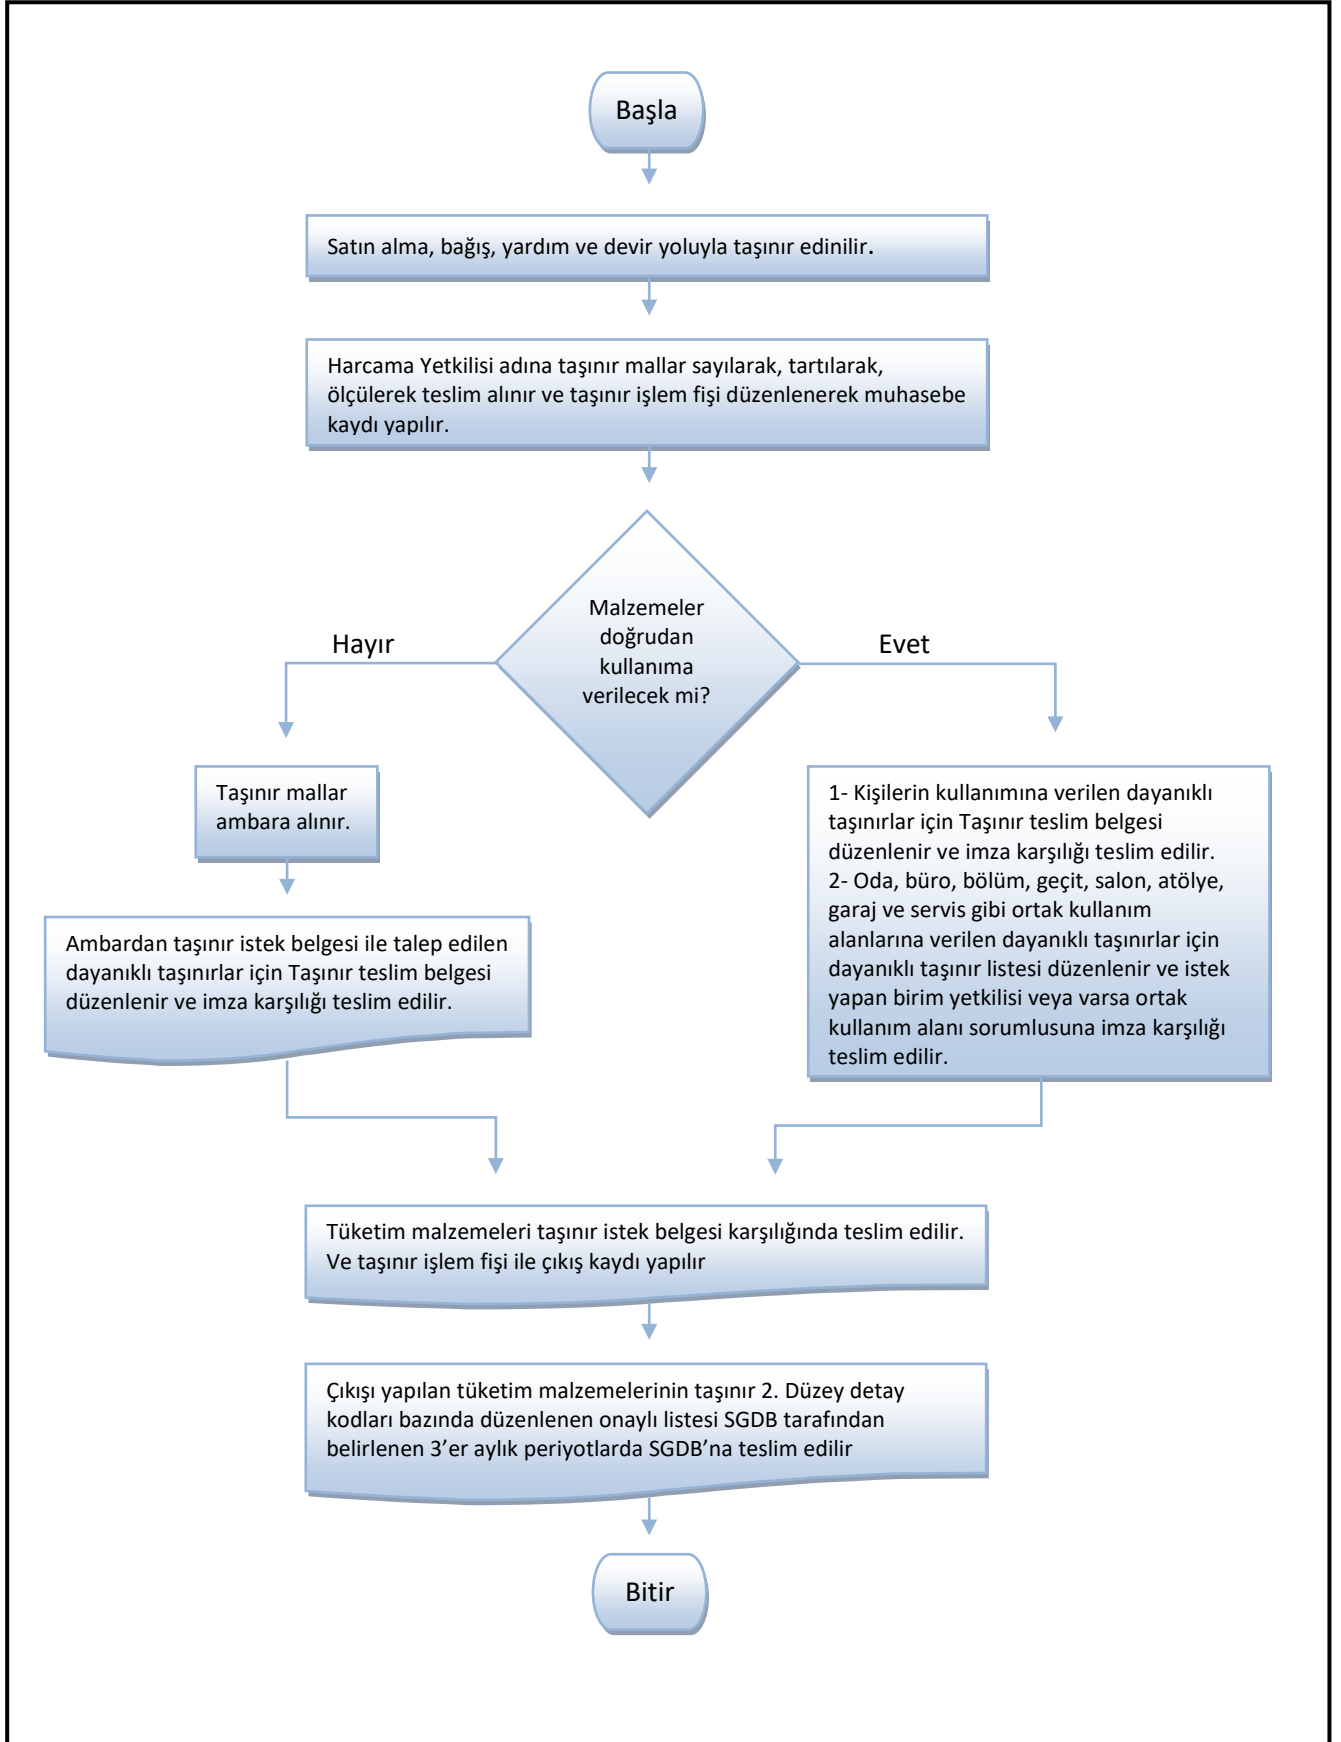 Başla
Satın alma, bağış, yardım ve devir yoluyla taşınır edinilir.
Harcama Yetkilisi adına taşınır mallar sayılarak, tartılarak,
ölçülerek teslim alınır ve taşınır işlem fişi düzenlenerek muhasebe
kaydı yapılır.
Malzemeler
doğrudan
kullanıma
verilecek mi?
Hayır
Evet
Taşınır mallar
ambara alınır.
Ambardan taşınır istek belgesi ile talep edilen
dayanıklı taşınırlar için Taşınır teslim belgesi
düzenlenir ve imza karşılığı teslim edilir.
1- Kişilerin kullanımına verilen dayanıklı
taşınırlar için Taşınır teslim belgesi
düzenlenir ve imza karşılığı teslim edilir.
2- Oda, büro, bölüm, geçit, salon, atölye,
garaj ve servis gibi ortak kullanım
alanlarına verilen dayanıklı taşınırlar için
dayanıklı taşınır listesi düzenlenir ve istek
yapan birim yetkilisi veya varsa ortak
kullanım alanı sorumlusuna imza karşılığı
teslim edilir.
Tüketim malzemeleri taşınır istek belgesi karşılığında teslim edilir.
Ve taşınır işlem fişi ile çıkış kaydı yapılır
Çıkışı yapılan tüketim malzemelerinin taşınır 2. Düzey detay
kodları bazında düzenlenen onaylı listesi SGDB tarafından
belirlenen 3’er aylık periyotlarda SGDB’na teslim edilir
Bitir